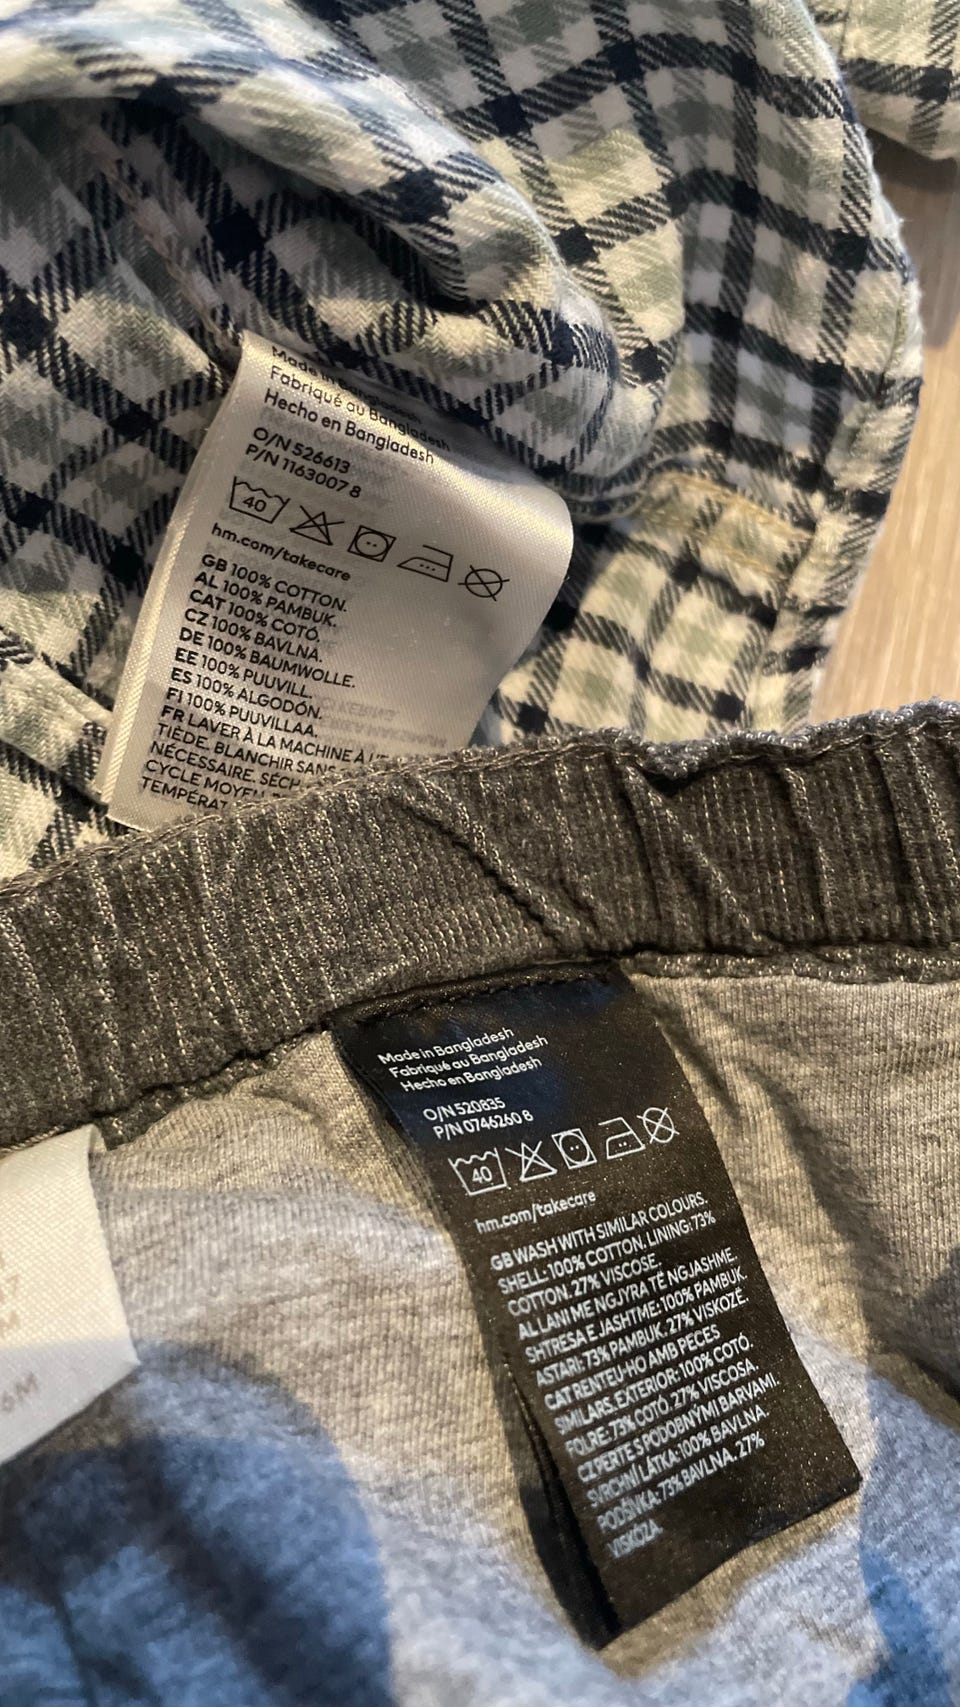 Made in Bangladesh
Fabriqué au Bangladesh
Hecho en Bangladesh
O/N 526613
P/N 1163007 8
40
hm.com/takecare
GB 100% COTTON.
AL 100% PAMBUK.
CAT 100% COTÓ.
CZ 100% BAVLNA.
DE 100% BAUMWOLLE.
EE 100% PUUVILL.
ES 100% ALGODÓN.
FI 100% PUUVILLAA.
FR LAVER À LA MACHINE À
TIÈDE. BLANCHIR SANS
NÉCESSAIRE. SÉCH
CYCLE MOYEN.
TEMPÉRAT
Made in Bangladesh
Fabriqué au Bangladesh
Hecho en Bangladesh
O/N 520835
P/N 0746260 8
40
hm.com/takecare
GB WASH WITH SIMILAR COLOURS.
SHELL: 100% COTTON. LINING: 73%
COTTON. 27% VISCOSE.
AL LANI ME NGJYRA TË NGJASHME.
SHTRESA E JASHTME: 100% PAMBUK.
ASTARI: 73% PAMBUK. 27% VISKOZË.
CAT RENTEU-HO AMB PECES
SIMILARS. EXTERIOR: 100% COTÓ.
FOLRE: 73% COTÓ. 27% VISCOSA.
CZ PERTE S PODOBNÝMI BARVAMI.
SVRCHNÍ LÁTKA: 100% BAVLNA.
PODŠÍVKA: 73% BAVLNA. 27%
VISKÓZA.
6M